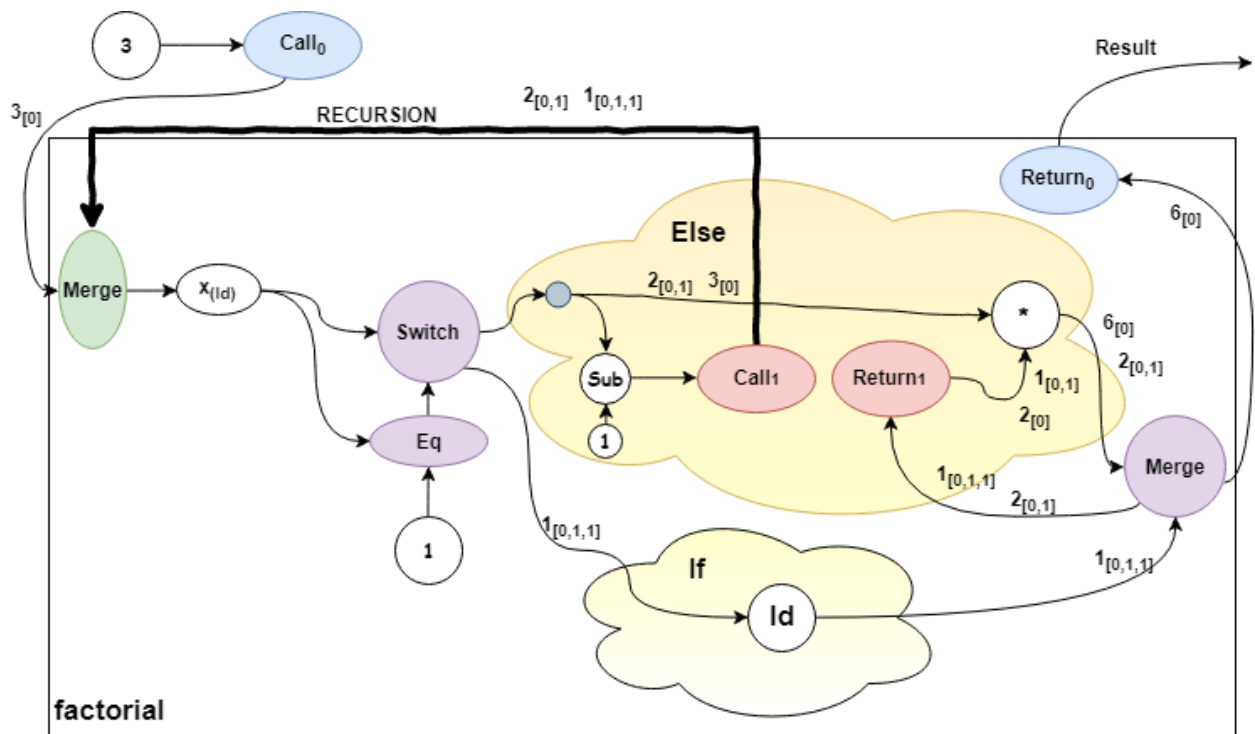 3
Call₀
Result
3[0]
RECURSION
2[0,1] 1[0,1,1]
Return₀
6[0]
Else
Merge
x(Id)
Switch
2[0,1] 3[0]
*
6[0]
2[0,1]
Sub
Call₁
Return₁
1[0,1]
2[0]
Eq
1
Merge
1[0,1,1]
2[0,1]
1
1[0,1,1]
If
Id
1[0,1,1]
factorial